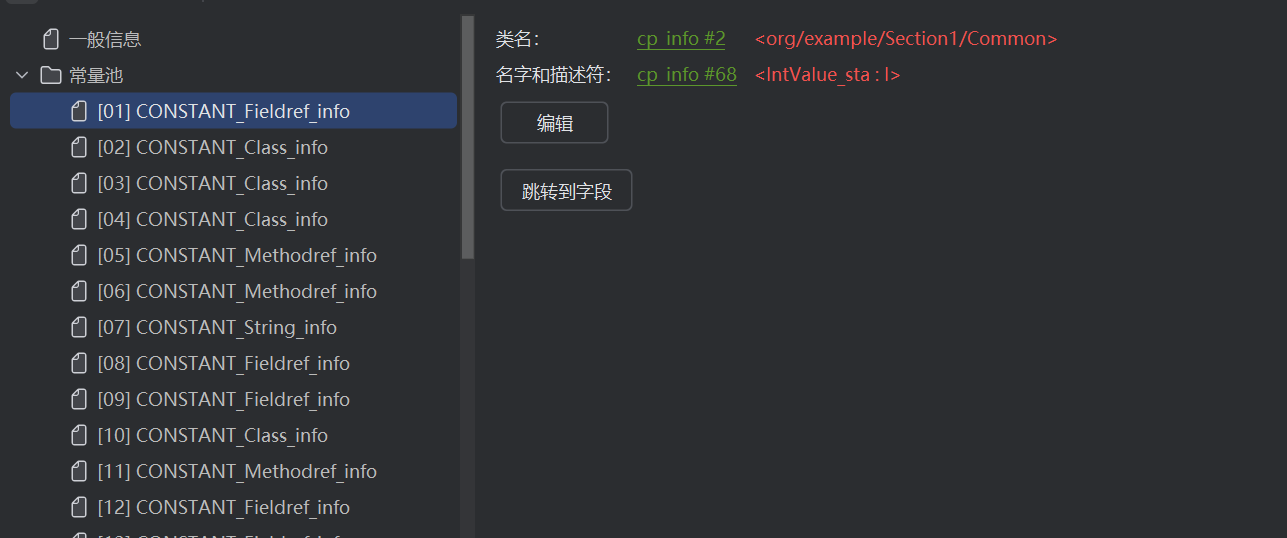 一般信息
常量池
[01] CONSTANT_Fieldref_info
[02] CONSTANT_Class_info
[03] CONSTANT_Class_info
[04] CONSTANT_Class_info
[05] CONSTANT_Methodref_info
[06] CONSTANT_Methodref_info
[07] CONSTANT_String_info
[08] CONSTANT_Fieldref_info
[09] CONSTANT_Fieldref_info
[10] CONSTANT_Class_info
[11] CONSTANT_Methodref_info
[12] CONSTANT_Fieldref_info
类名： cp_info #2 <org/example/Section1/Common>
名字和描述符： cp_info #68 <IntValue_sta : I>
编辑
跳转到字段